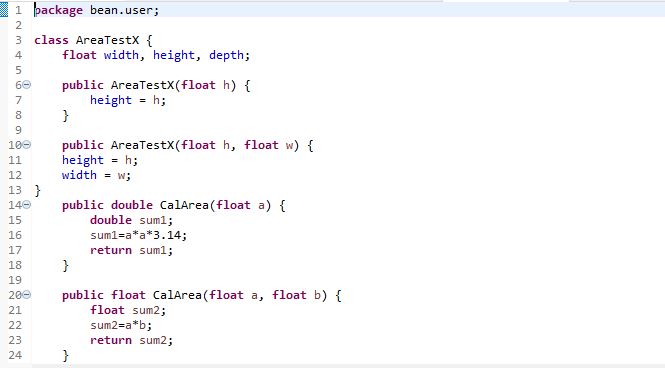 1 package bean.user;
2
3 class AreaTestX {
4     float width, height, depth;
5
6     public AreaTestX(float h) {
7         height = h;
8     }
9
10     public AreaTestX(float h, float w) {
11     height = h;
12     width = w;
13 }
14     public double CalArea(float a) {
15         double sum1;
16         sum1=a*a*3.14;
17         return sum1;
18     }
19
20     public float CalArea(float a, float b) {
21         float sum2;
22         sum2=a*b;
23         return sum2;
24     }